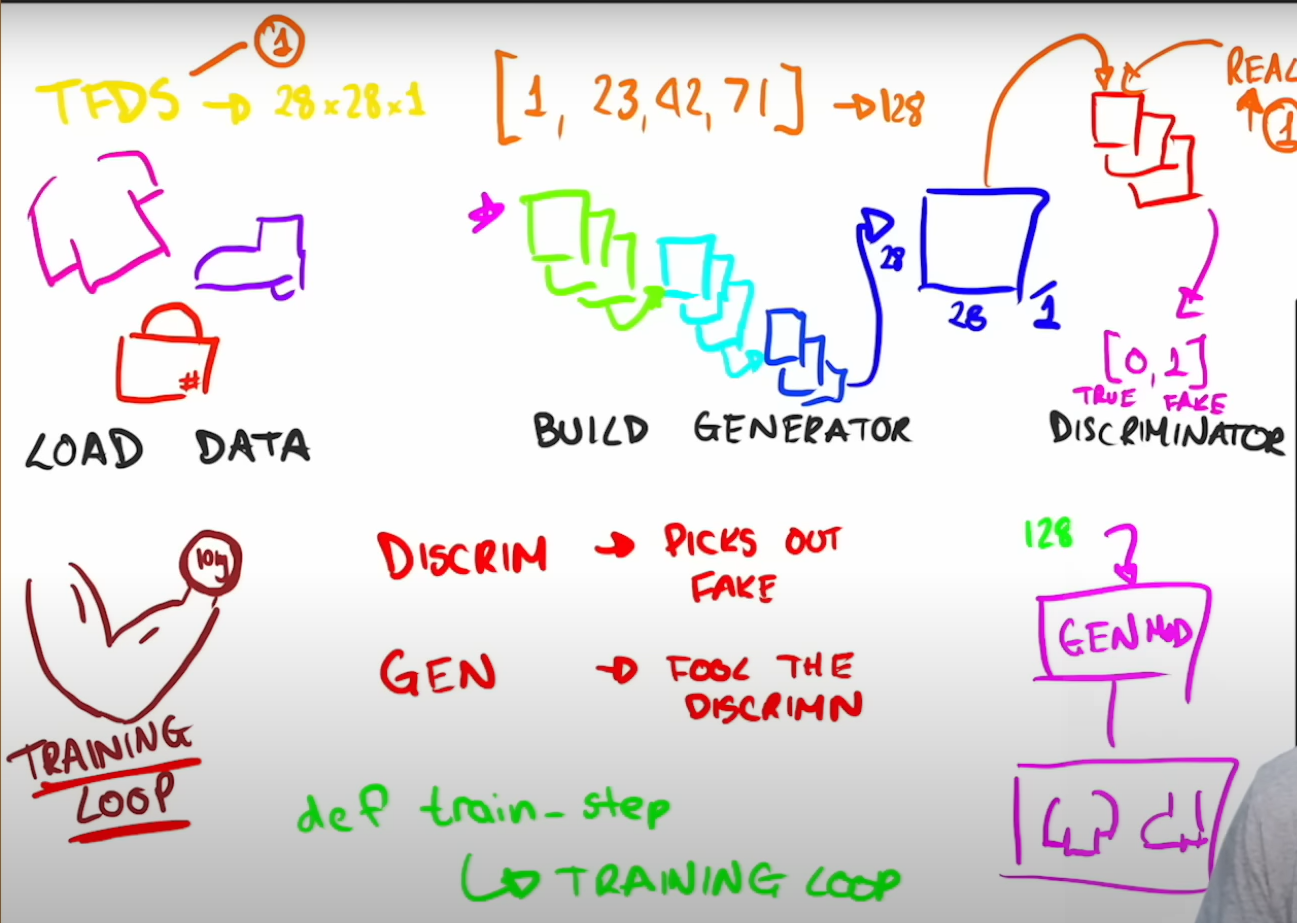 1
TFDS → 28×28×1
[1, 23, 42, 71] → 128
REAL
1
28
28
1
#
[0, 1]
TRUE FAKE
LOAD DATA
BUILD GENERATOR
DISCRIMINATOR
10kg
DISCRIM → PICKS OUT
FAKE
GEN → FOOL THE
DISCRIMN
128
GEN MOD
TRAINING
LOOP
def train_step
TRAINING LOOP